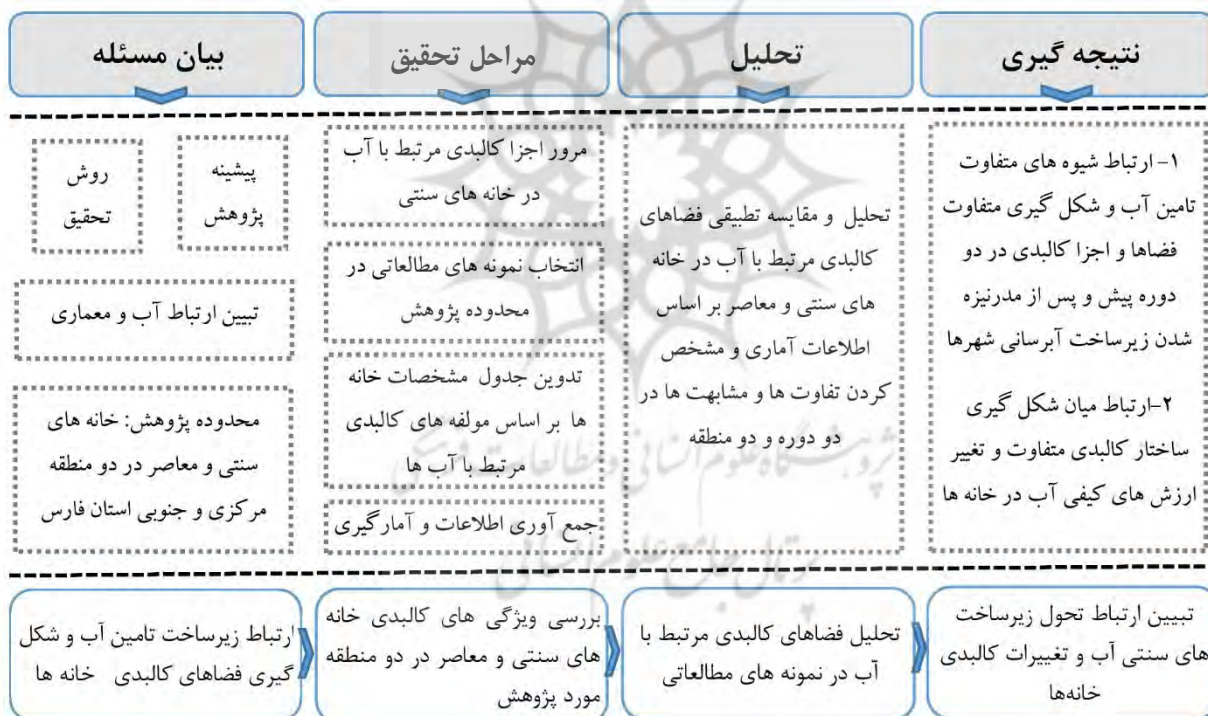 بیان مسئله
پیشینه
پژوهش
روش
تحقیق
تبیین ارتباط آب و معماری
محدوده پژوهش: خانه های
سنتی و معاصر در دو منطقه
مرکزی و جنوبی استان فارس
ارتباط زیرساخت تامین آب و شکل
گیری فضاهای کالبدی خانه ها
مراحل تحقیق
مرور اجزا کالبدی مرتبط با آب
در خانه های سنتی
انتخاب نمونه های مطالعاتی در
محدوده پژوهش
تدوین جدول مشخصات خانه
ها بر اساس مولفه های کالبدی
مرتبط با آب ها
جمع آوری اطلاعات و آمارگیری
بررسی ویژگی های کالبدی خانه
های سنتی و معاصر در دو منطقه
مورد پژوهش
تحلیل
تحلیل و مقایسه تطبیقی فضاهای
کالبدی مرتبط با آب در خانه
های سنتی و معاصر بر اساس
اطلاعات آماری و مشخص
کردن تفاوت ها و مشابهت ها در
دو دوره و دو منطقه
تحلیل فضاهای کالبدی مرتبط با
آب در نمونه های مطالعاتی
نتیجه گیری
۱- ارتباط شیوه های متفاوت
تامین آب و شکل گیری متفاوت
فضاها و اجزا کالبدی در دو
دوره پیش و پس از مدرنیزه
شدن زیرساخت آبرسانی شهرها
۲-ارتباط میان شکل گیری
ساختار کالبدی متفاوت و تغییر
ارزش های کیفی آب در خانه ها
تبیین ارتباط تحول زیرساخت
های سنتی آب و تغییرات کالبدی
خانه‌ها
پژوهشگاه علوم انسانی و مطالعات فرهنگی
پرتال جامع علوم انسانی